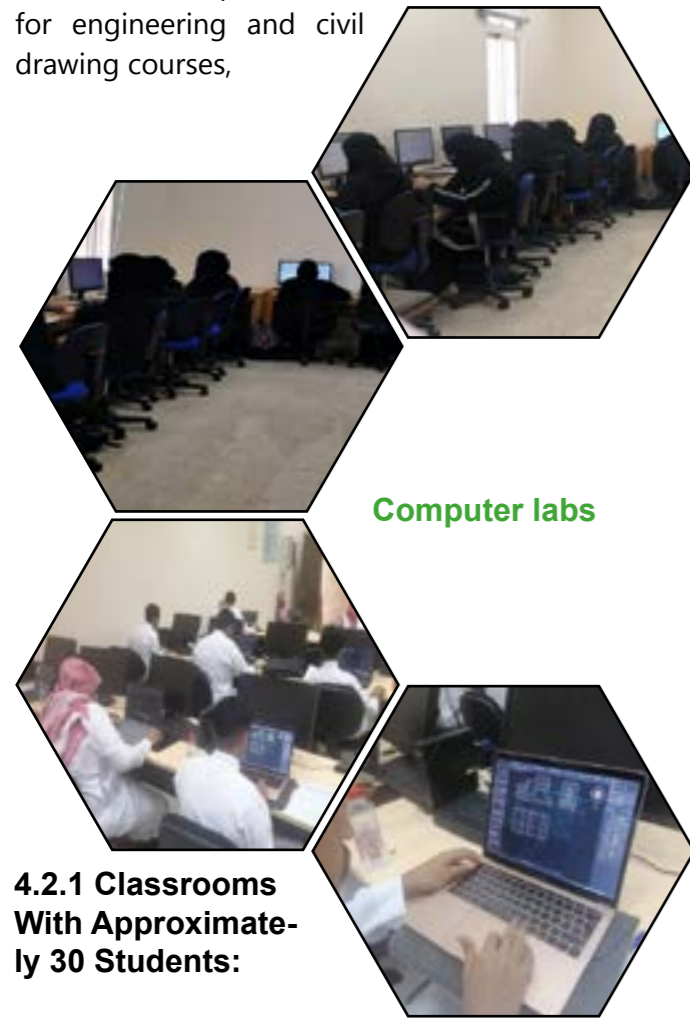 for engineering and civil
drawing courses,
Computer labs
4.2.1 Classrooms
With Approximate-
ly 30 Students: